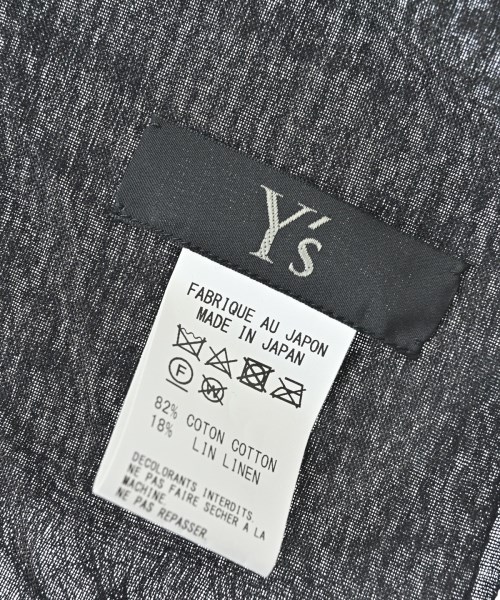 Y's
FABRIQUE AU JAPON
MADE IN JAPAN
F
W
82% COTON COTTON
18% LIN LINEN
DECOLORANTS INTERDITS.
NE PAS FAIRE SECHER A LA
MACHINE.
NE PAS REPASSER.